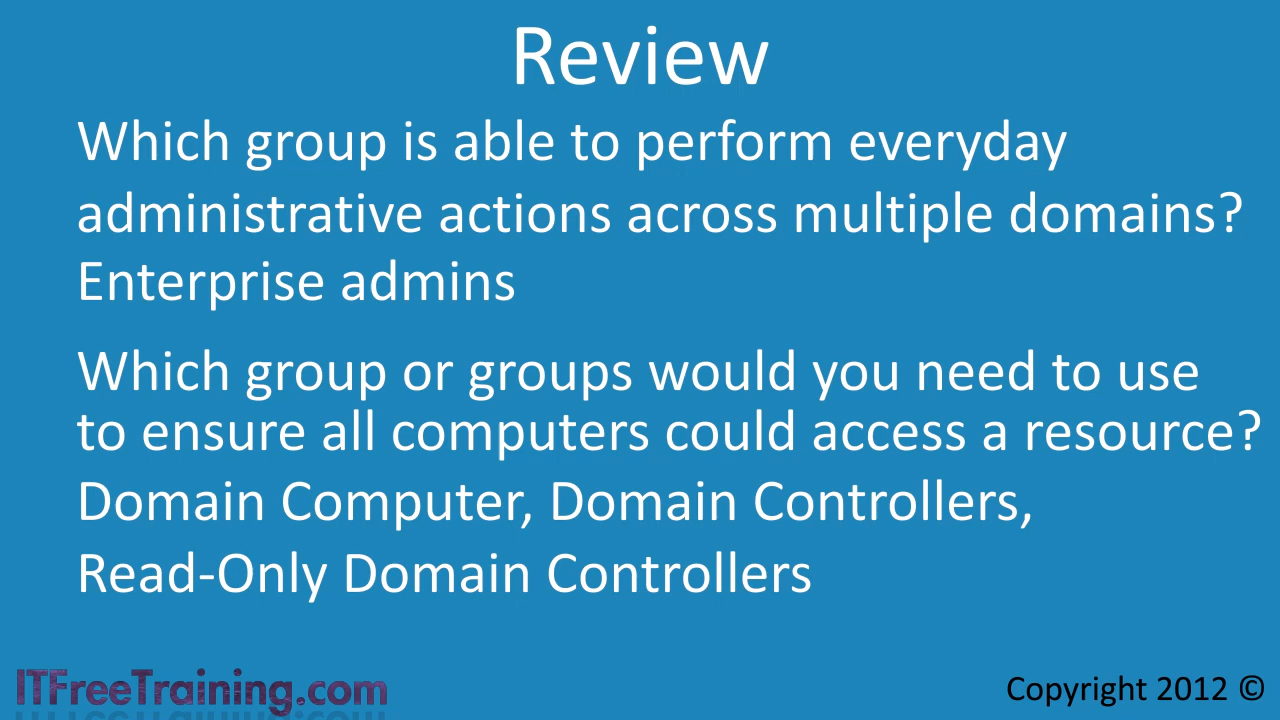 Review
Which group is able to perform everyday
administrative actions across multiple domains?
Enterprise admins
Which group or groups would you need to use
to ensure all computers could access a resource?
Domain Computer, Domain Controllers,
Read-Only Domain Controllers
ITFreeTraining.com
Copyright 2012 ©